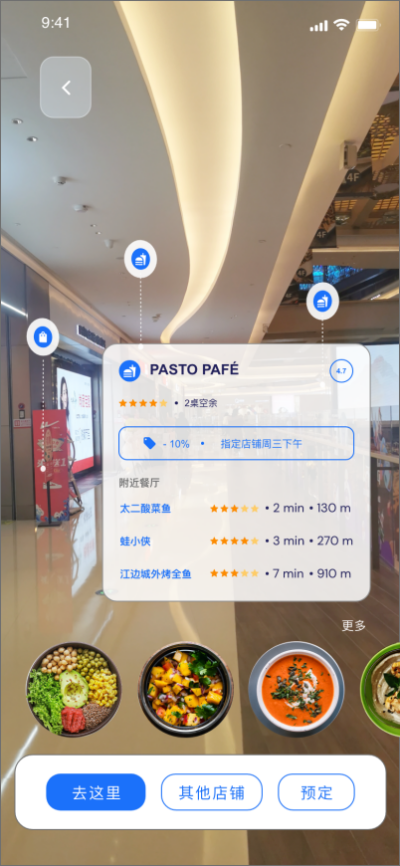 9:41
4F
PASTO PAFÉ
4.7
• 2桌空余
- 10% • 指定店铺周三下午
附近餐厅
太二酸菜鱼 • 2 min • 130 m
蛙小侠 • 3 min • 270 m
江边城外烤全鱼 • 7 min • 910 m
更多
去这里 其他店铺 预定